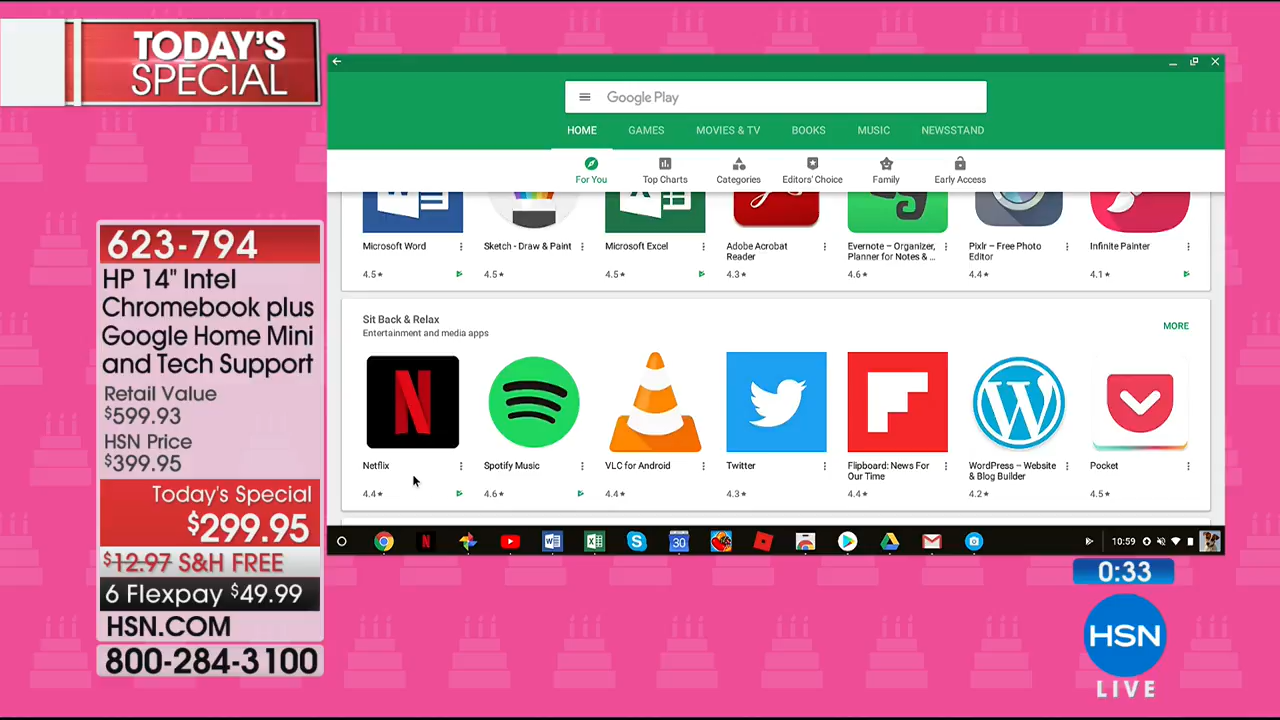 TODAY'S
SPECIAL
623-794
HP 14" Intel
Chromebook plus
Google Home Mini
and Tech Support
Retail Value
$599.93
HSN Price
$399.95
Today's Special
$299.95
$12.97 S&H FREE
6 Flexpay $49.99
HSN.COM
800-284-3100
Google Play
HOME GAMES MOVIES & TV BOOKS MUSIC NEWSSTAND
For You Top Charts Categories Editors' Choice Family Early Access
Microsoft Word Sketch - Draw & Paint Microsoft Excel Adobe Acrobat Evernote – Organizer, Pixlr – Free Photo Infinite Painter
Reader Planner for Notes & ... Editor
4.5★ 4.5★ 4.5★ 4.3★ 4.6★ 4.4★ 4.1★
Sit Back & Relax
Entertainment and media apps
MORE
Netflix Spotify Music VLC for Android Twitter Flipboard: News For WordPress – Website Pocket
Our Time & Blog Builder
4.4★ 4.6★ 4.4★ 4.3★ 4.4★ 4.2★ 4.5★
30
10:59
0:33
HSN
LIVE